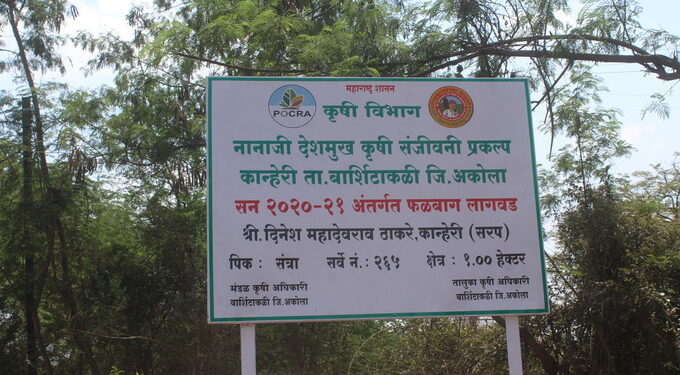 महाराष्ट्र शासन
POCRA
कृषी विभाग
नानाजी देशमुख कृषी संजीवनी प्रकल्प
कान्हेरी ता.बार्शिटाकळी जि.अकोला
सन २०२०-२१ अंतर्गत फळबाग लागवड
श्री.दिनेश महादेवराव ठाकरे,कान्हेरी (सरप)
पिक : संत्रा सर्वे नं.: २६५ क्षेत्र : १.०० हेक्टर
मंडळ कृषी अधिकारी
बार्शिटाकळी जि.अकोला
तालुका कृषी अधिकारी
बार्शिटाकळी जि.अकोला